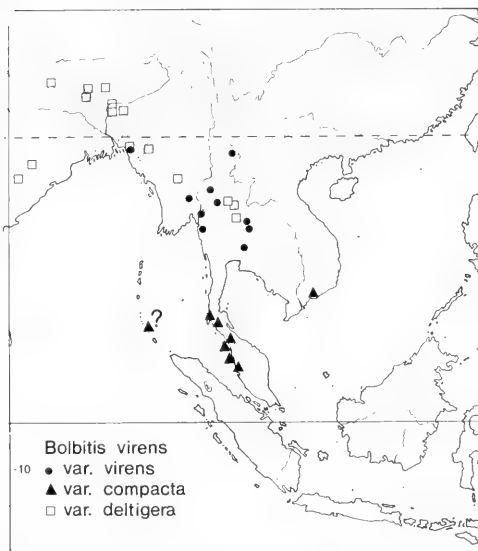 ?
Bolbitis virens
-10
● var. virens
▲ var. compacta
□ var. deltigera